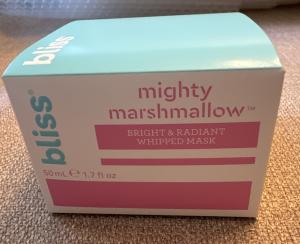 bliss
mighty
marshmallow™
BRIGHT & RADIANT
WHIPPED MASK
bliss®
50 mL ℮ 1.7 fl oz